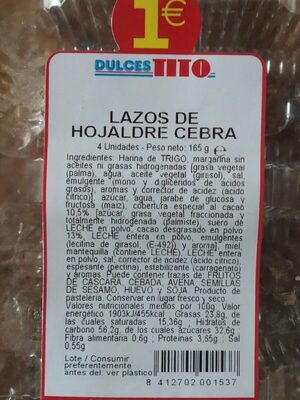 1€
DULCES TITO
LAZOS DE
HOJALDRE CEBRA
4 Unidades - Peso neto: 165 g
Ingredientes: Harina de TRIGO, margarina sin
aceites ni grasas hidrogenadas [grasa vegetal
(palma), agua, aceite vegetal (girasol), sal,
emulgente (mono y diglicéridos de ácidos
grasos), aromas y corrector de acidez (ácido
cítrico)], azúcar, agua, jarabe de glucosa y
fructosa (maíz), cobertura especial al cacao
10,5% [azúcar, grasa vegetal fraccionada y
totalmente hidrogenada (palmiste), suero de
LECHE en polvo, cacao desgrasado en polvo
13%, LECHE entera en polvo, emulgentes
(lecitina de girasol, (E-492)) y aroma], miel,
mantequilla (contiene LECHE), LECHE entera
en polvo, sal, corrector de acidez (ácido cítrico),
espesante (pectina), estabilizante (carragenato)
y aromas. Puede contener trazas de: FRUTOS
DE CÁSCARA, CEBADA, AVENA, SEMILLAS
DE SÉSAMO, HUEVO y SOJA. Producto de
pastelería. Conservar en lugar fresco y seco.
Valores nutricionales medios por 100g: Valor
energético 1903kJ/455kcal , Grasas 23,8g, de
las cuales saturadas 15,36g , Hidratos de
carbono 56,2g, de los cuales azúcares 32,6g ;
Fibra alimentaria 0,6g ; Proteínas 3,65g ; Sal
0,55g
Lote / Consumir
preferentemente
antes del: ver plástico
8 412702 001537